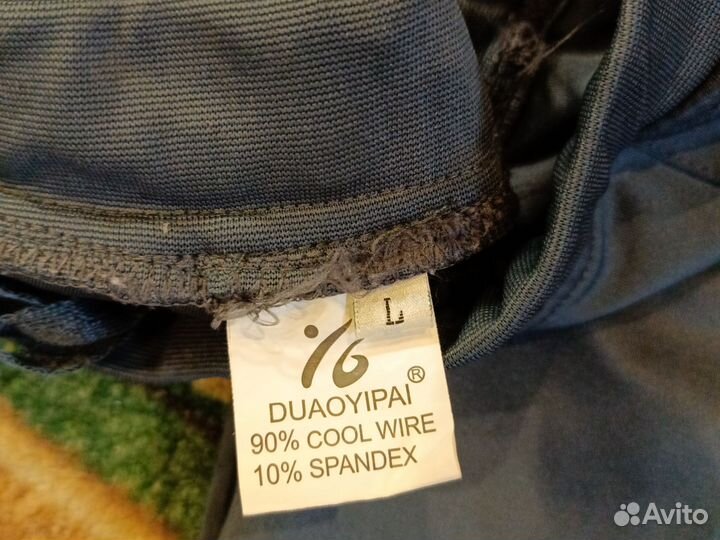 L
DUAOYIPAI®
90% COOL WIRE
10% SPANDEX
Avito